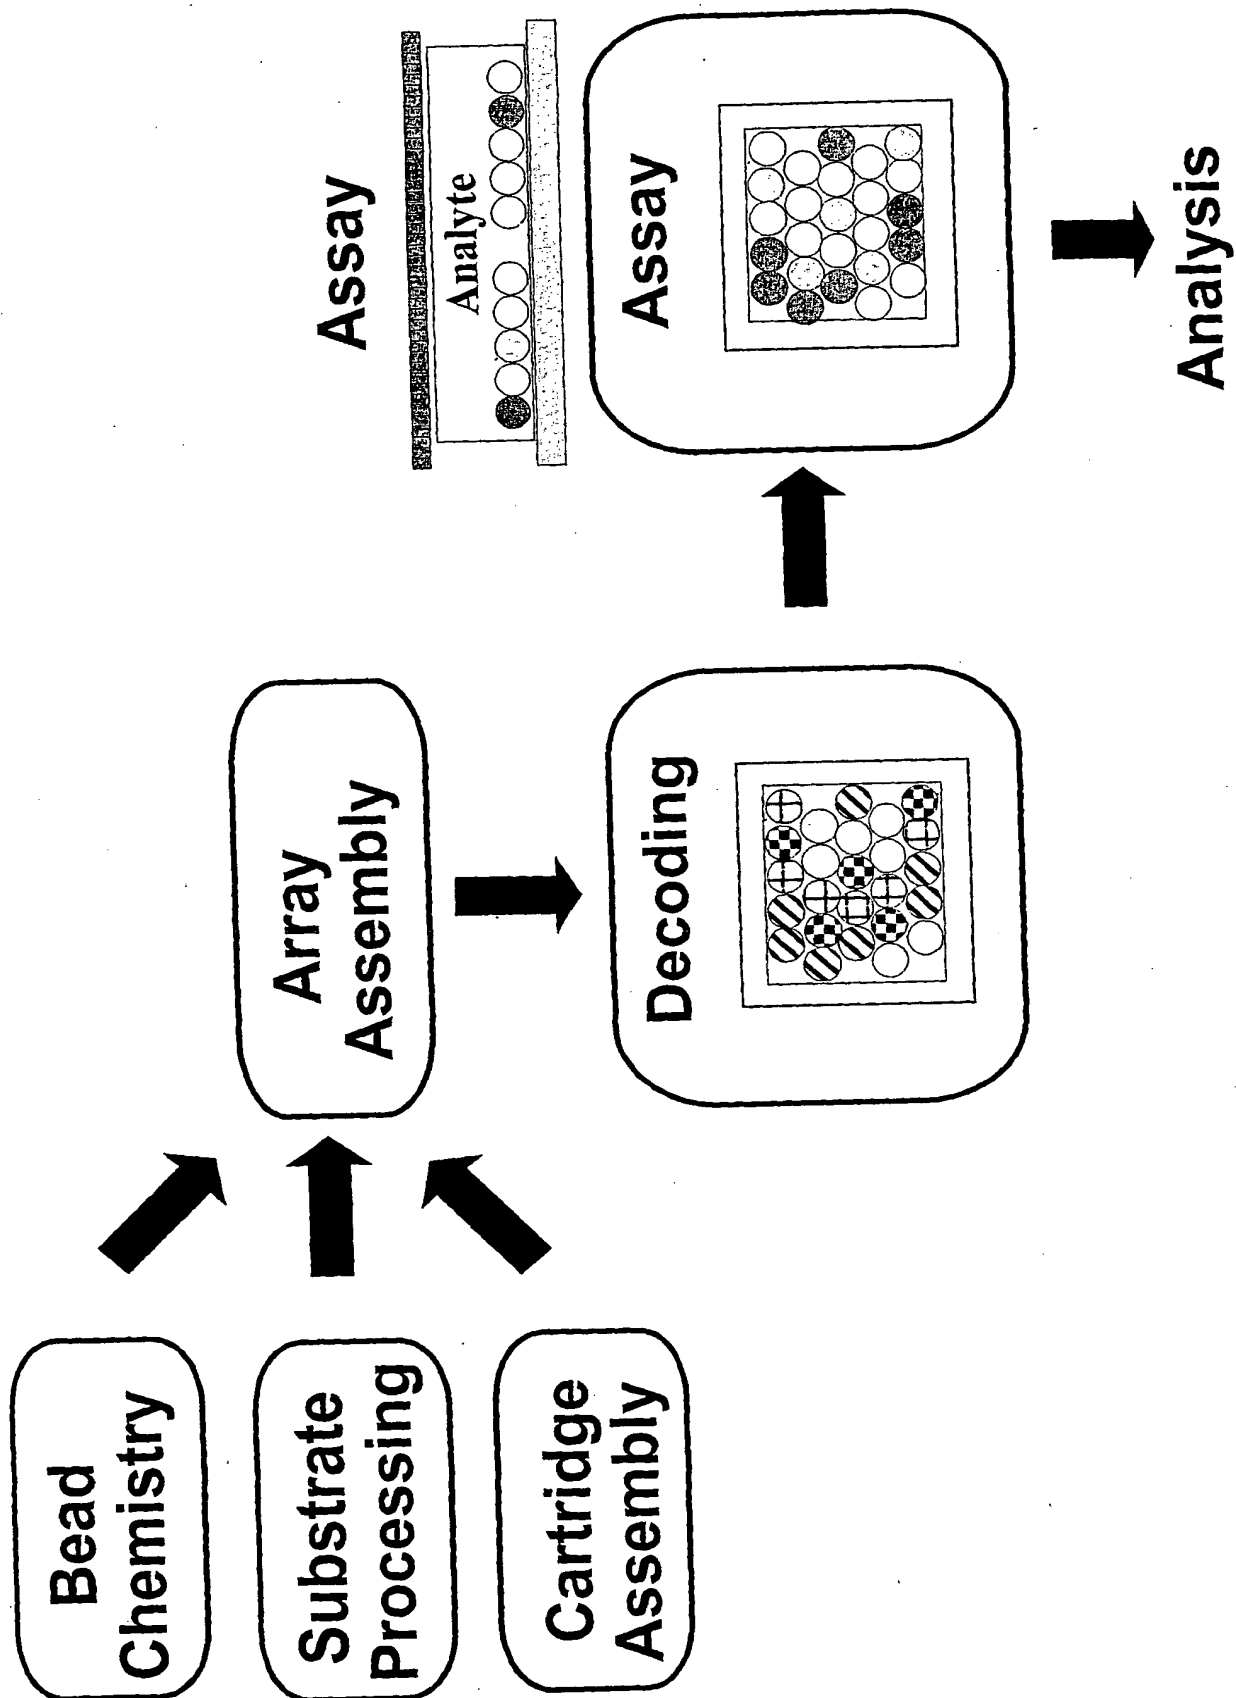 Bead
Chemistry
Substrate
Processing
Cartridge
Assembly
Array
Assembly
Decoding
Assay
Analyte
Assay
Analysis